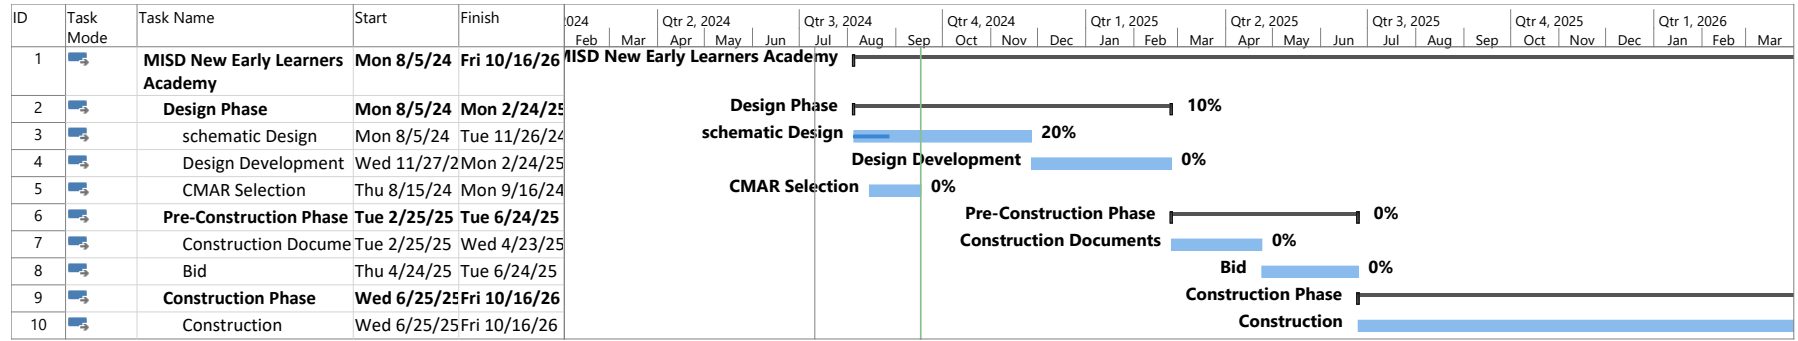 ID Task Mode Task Name Start Finish 2024 Qtr 2, 2024 Qtr 3, 2024 Qtr 4, 2024 Qtr 1, 2025 Qtr 2, 2025 Qtr 3, 2025 Qtr 4, 2025 Qtr 1, 2026
Feb Mar Apr May Jun Jul Aug Sep Oct Nov Dec Jan Feb Mar Apr May Jun Jul Aug Sep Oct Nov Dec Jan Feb Mar
1 MISD New Early Learners Academy Mon 8/5/24 Fri 10/16/26 MISD New Early Learners Academy
2 Design Phase Mon 8/5/24 Mon 2/24/25 Design Phase 10%
3 schematic Design Mon 8/5/24 Tue 11/26/24 schematic Design 20%
4 Design Development Wed 11/27/2 Mon 2/24/25 Design Development 0%
5 CMAR Selection Thu 8/15/24 Mon 9/16/24 CMAR Selection 0%
6 Pre-Construction Phase Tue 2/25/25 Tue 6/24/25 Pre-Construction Phase 0%
7 Construction Docume Tue 2/25/25 Wed 4/23/25 Construction Documents 0%
8 Bid Thu 4/24/25 Tue 6/24/25 Bid 0%
9 Construction Phase Wed 6/25/25 Fri 10/16/26 Construction Phase
10 Construction Wed 6/25/25 Fri 10/16/26 Construction